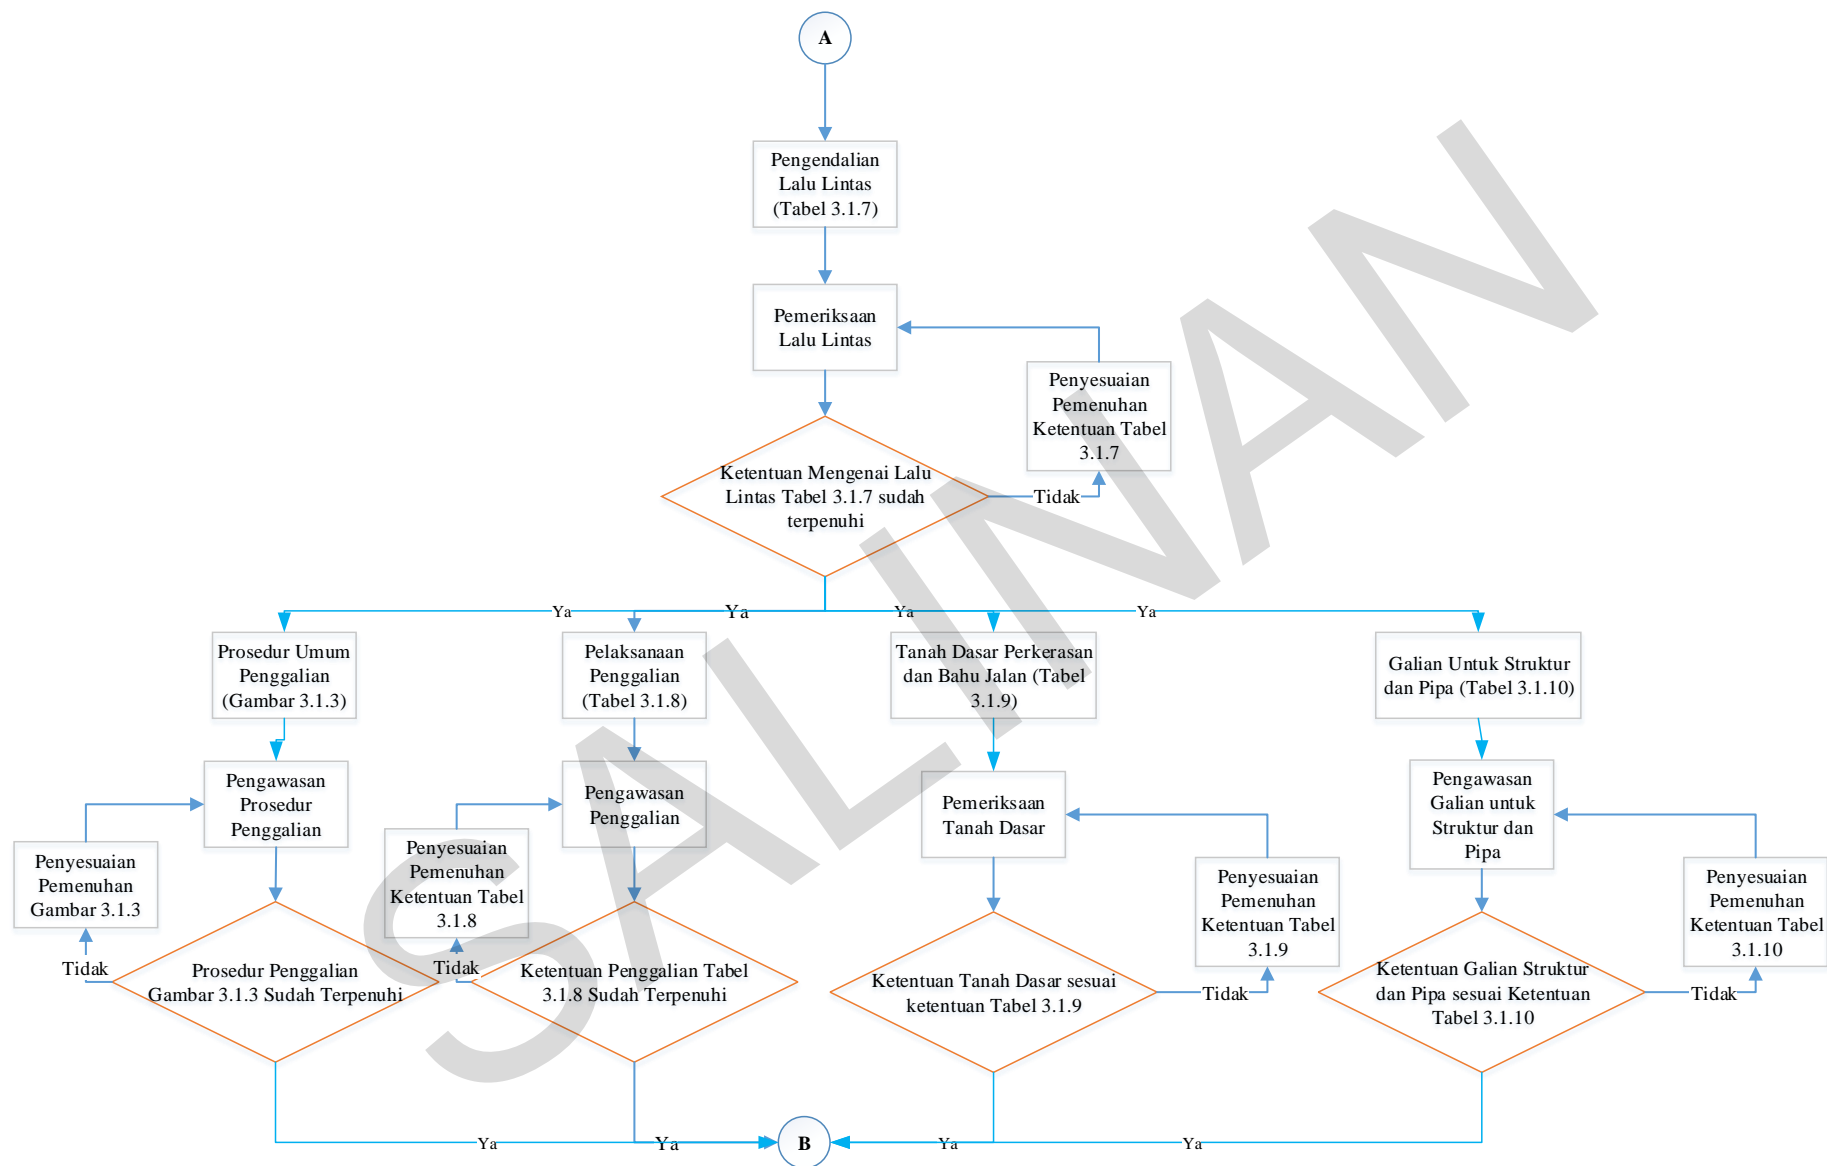 A
Pengendalian
Lalu Lintas
(Tabel 3.1.7)
Pemeriksaan
Lalu Lintas
Penyesuaian
Pemenuhan
Ketentuan Tabel
3.1.7
Ketentuan Mengenai Lalu
Lintas Tabel 3.1.7 sudah
terpenuhi
Tidak
Ya
Ya
Ya
Ya
Prosedur Umum
Penggalian
(Gambar 3.1.3)
Pelaksanaan
Penggalian
(Tabel 3.1.8)
Tanah Dasar Perkerasan
dan Bahu Jalan (Tabel
3.1.9)
Galian Untuk Struktur
dan Pipa (Tabel 3.1.10)
Pengawasan
Prosedur
Penggalian
Pengawasan
Penggalian
Pemeriksaan
Tanah Dasar
Pengawasan
Galian untuk
Struktur dan
Pipa
Penyesuaian
Pemenuhan
Gambar 3.1.3
Penyesuaian
Pemenuhan
Ketentuan Tabel
3.1.8
Penyesuaian
Pemenuhan
Ketentuan Tabel
3.1.9
Penyesuaian
Pemenuhan
Ketentuan Tabel
3.1.10
Tidak
Prosedur Penggalian
Gambar 3.1.3 Sudah Terpenuhi
Tidak
Ketentuan Penggalian Tabel
3.1.8 Sudah Terpenuhi
Ketentuan Tanah Dasar sesuai
ketentuan Tabel 3.1.9
Tidak
Ketentuan Galian Struktur
dan Pipa sesuai Ketentuan
Tabel 3.1.10
Tidak
Ya
Ya
B
Ya
Ya
SALINAN